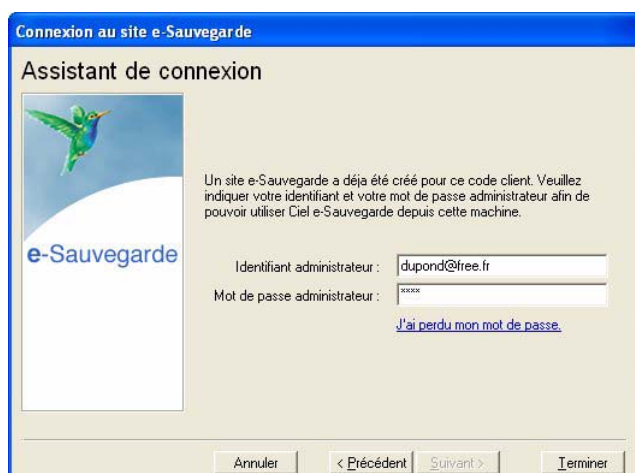 Connexion au site e-Sauvegarde
Assistant de connexion
e-Sauvegarde
Un site e-Sauvegarde a déja été créé pour ce code client. Veuillez
indiquer votre identifiant et votre mot de passe administrateur afin de
pouvoir utiliser Ciel e-Sauvegarde depuis cette machine.
Identifiant administrateur : dupond@free.fr
Mot de passe administrateur : ****
J'ai perdu mon mot de passe.
Annuler < Précédent Suivant > Terminer